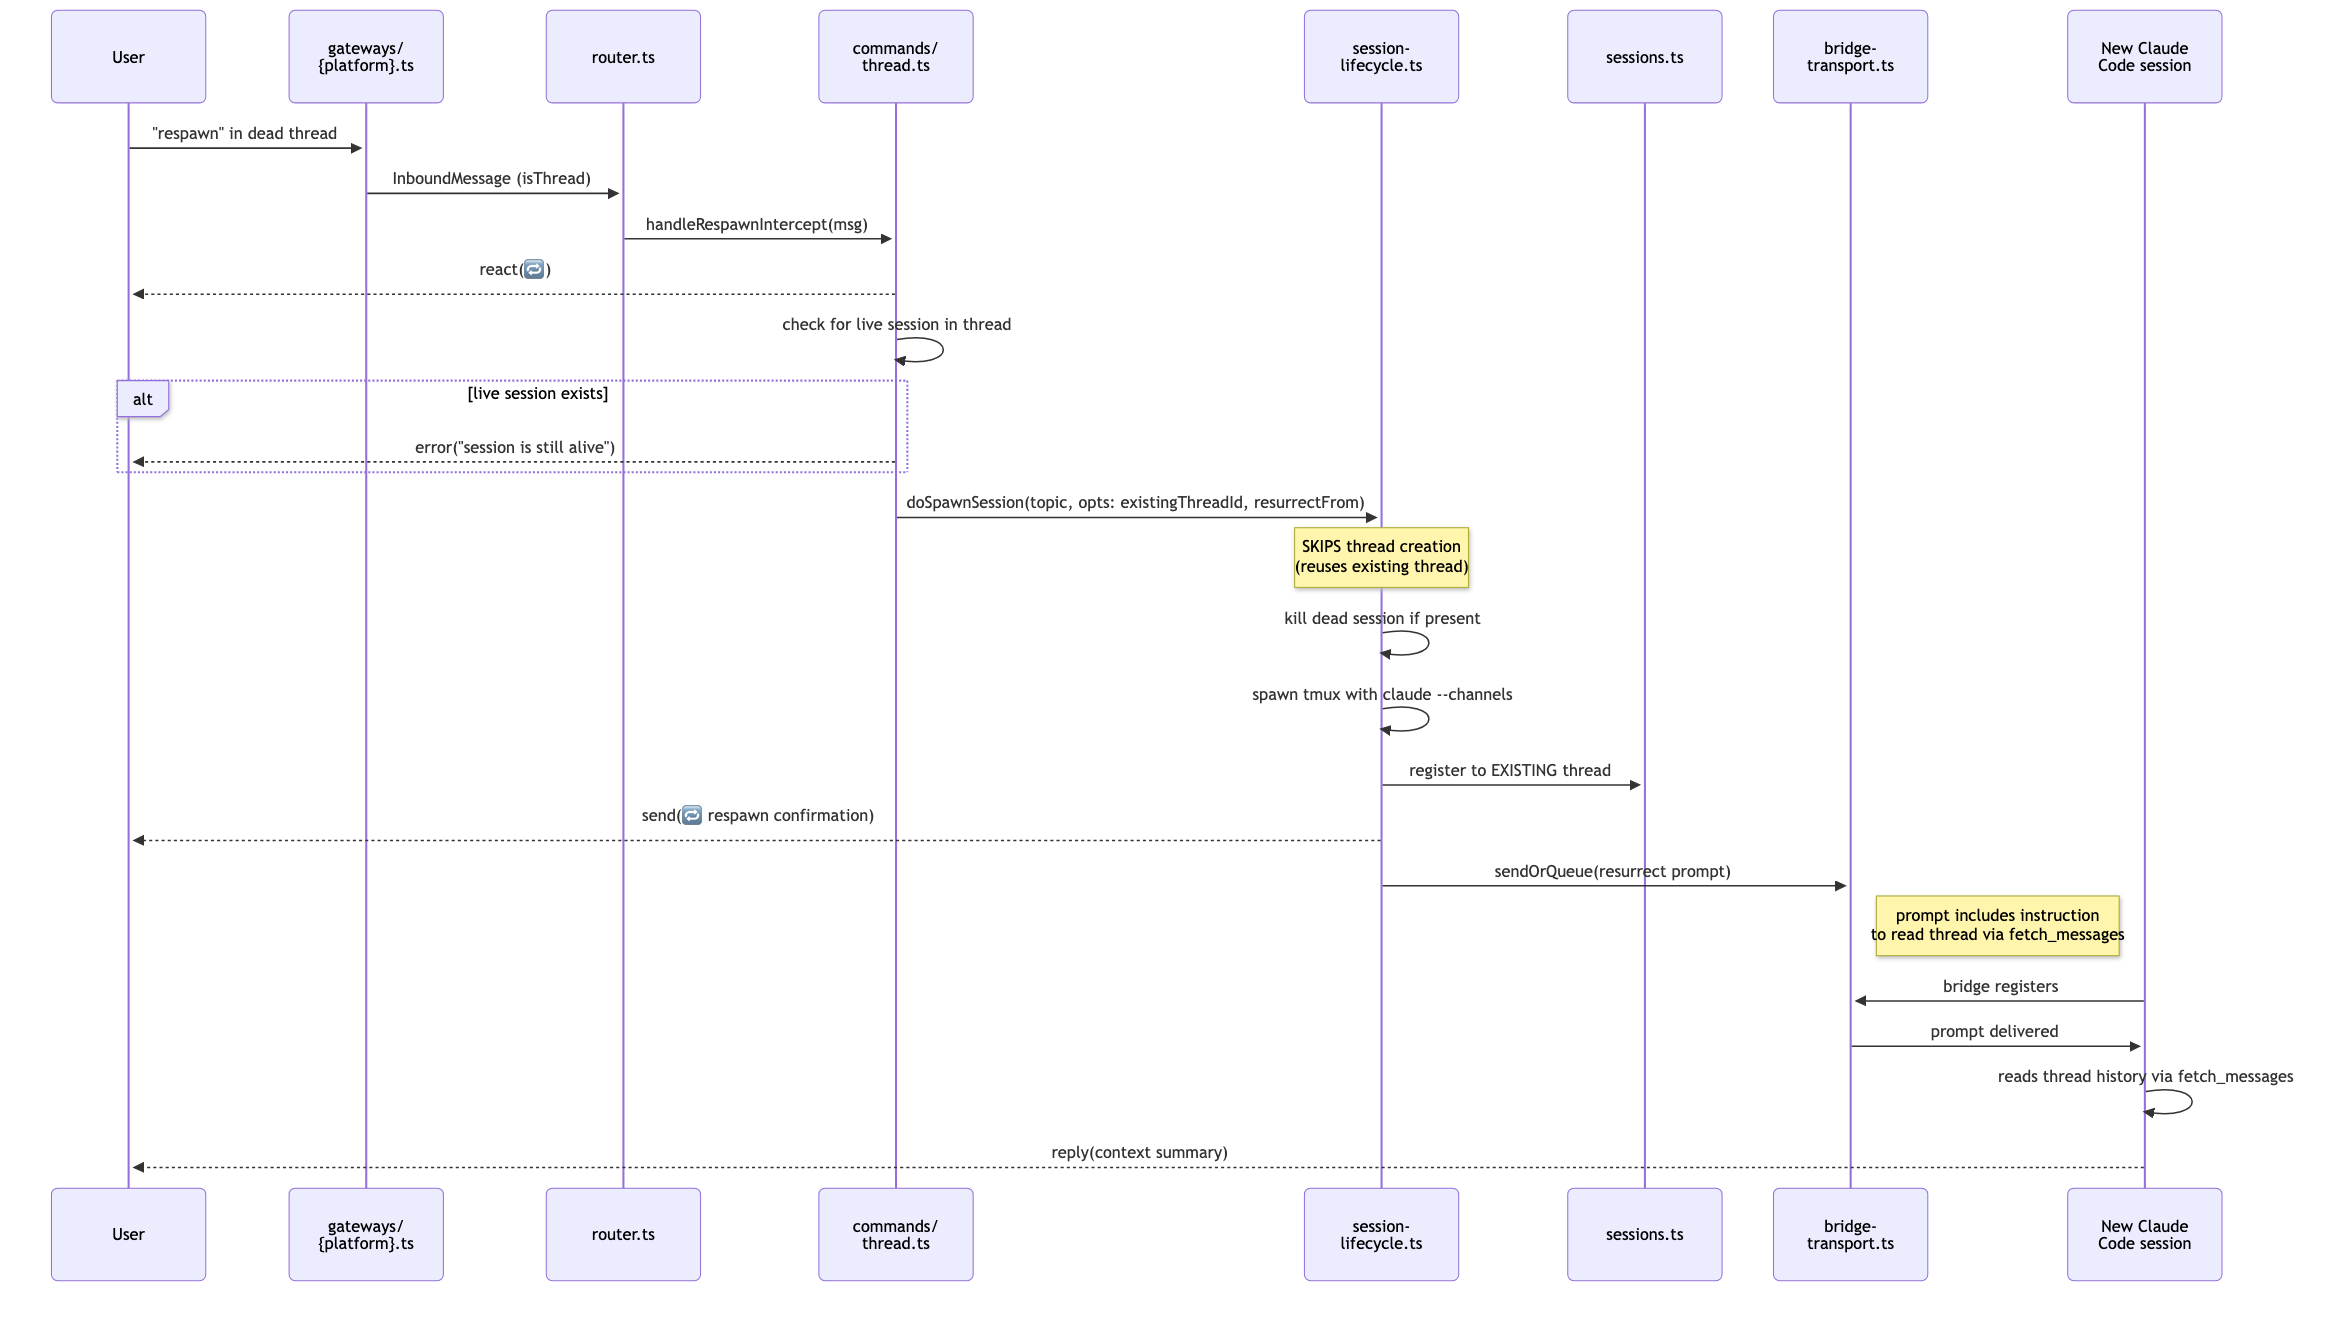 User
gateways/
{platform}.ts
router.ts
commands/
thread.ts
session-
lifecycle.ts
sessions.ts
bridge-
transport.ts
New Claude
Code session
"respawn" in dead thread
InboundMessage (isThread)
handleRespawnIntercept(msg)
react(🔁)
check for live session in thread
alt
[live session exists]
error("session is still alive")
doSpawnSession(topic, opts: existingThreadId, resurrectFrom)
SKIPS thread creation
(reuses existing thread)
kill dead session if present
spawn tmux with claude --channels
register to EXISTING thread
send(🔁 respawn confirmation)
sendOrQueue(resurrect prompt)
prompt includes instruction
to read thread via fetch_messages
bridge registers
prompt delivered
reads thread history via fetch_messages
reply(context summary)
User
gateways/
{platform}.ts
router.ts
commands/
thread.ts
session-
lifecycle.ts
sessions.ts
bridge-
transport.ts
New Claude
Code session